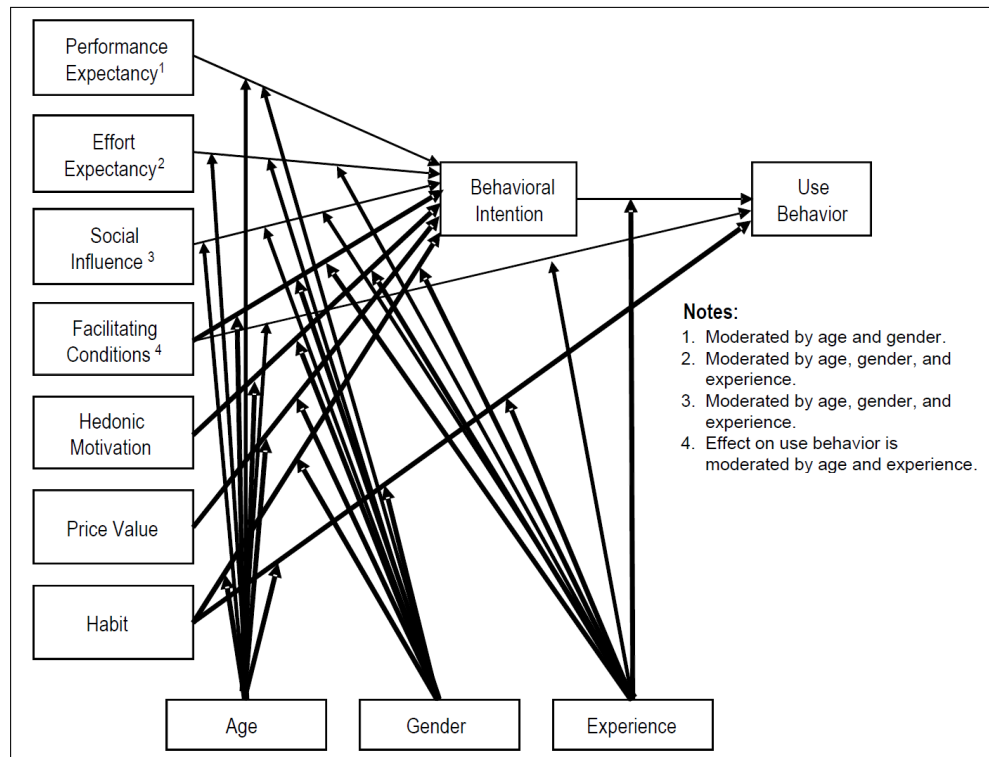 Performance
Expectancy1
Effort
Expectancy2
Social
Influence 3
Facilitating
Conditions 4
Hedonic
Motivation
Price Value
Habit
Behavioral
Intention
Use
Behavior
Notes:
1. Moderated by age and gender.
2. Moderated by age, gender, and
experience.
3. Moderated by age, gender, and
experience.
4. Effect on use behavior is
moderated by age and experience.
Age
Gender
Experience